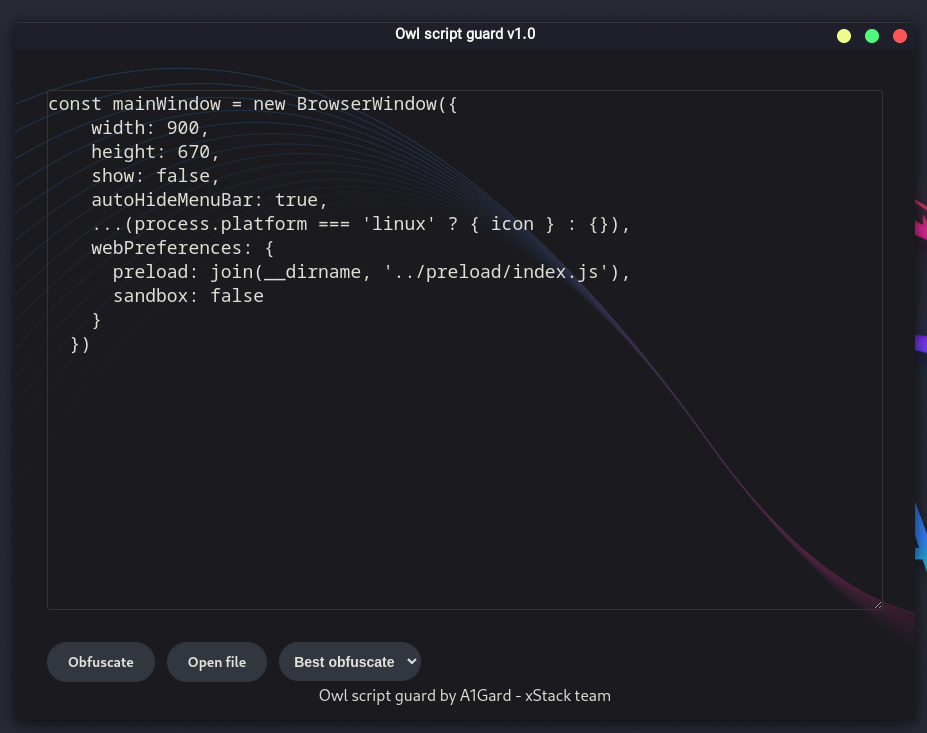 Owl script guard v1.0
const mainWindow = new BrowserWindow({
    width: 900,
    height: 670,
    show: false,
    autoHideMenuBar: true,
    ...(process.platform === 'linux' ? { icon } : {}),
    webPreferences: {
      preload: join(__dirname, '../preload/index.js'),
      sandbox: false
    }
  })
Obfuscate Open file Best obfuscate
Owl script guard by A1Gard - xStack team